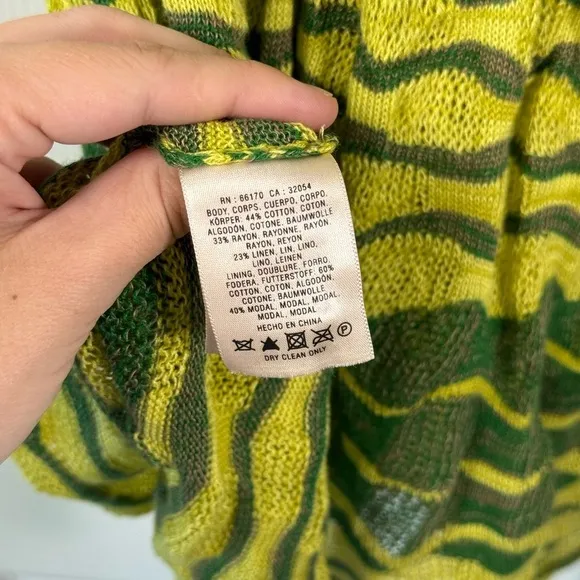 RN : 66170 CA : 32054
BODY, CORPS, CUERPO, CORPO,
KÖRPER: 44% COTTON, COTON,
ALGODÓN, COTONE, BAUMWOLLE
33% RAYON, RAYONNE, RAYON,
RAYON, REYON
23% LINEN, LIN, LINO,
LINO, LEINEN
LINING, DOUBLURE, FORRO,
FODERA, FUTTERSTOFF: 60%
COTTON, COTON, ALGODÓN,
COTONE, BAUMWOLLE
40% MODAL, MODAL, MODAL,
MODAL, MODAL
HECHO EN CHINA
P
DRY CLEAN ONLY